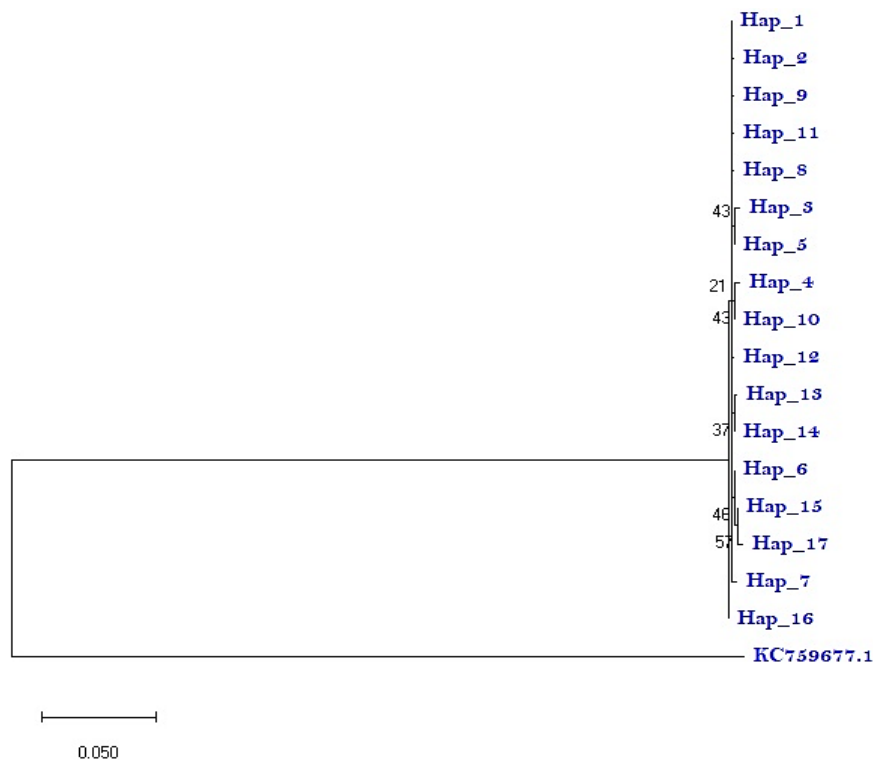 Hap_1
Hap_2
Hap_9
Hap_11
Hap_8
43 Hap_3
Hap_5
21 Hap_4
43 Hap_10
Hap_12
Hap_13
37 Hap_14
Hap_6
46 Hap_15
57 Hap_17
Hap_7
Hap_16
KC759677.1
0.050